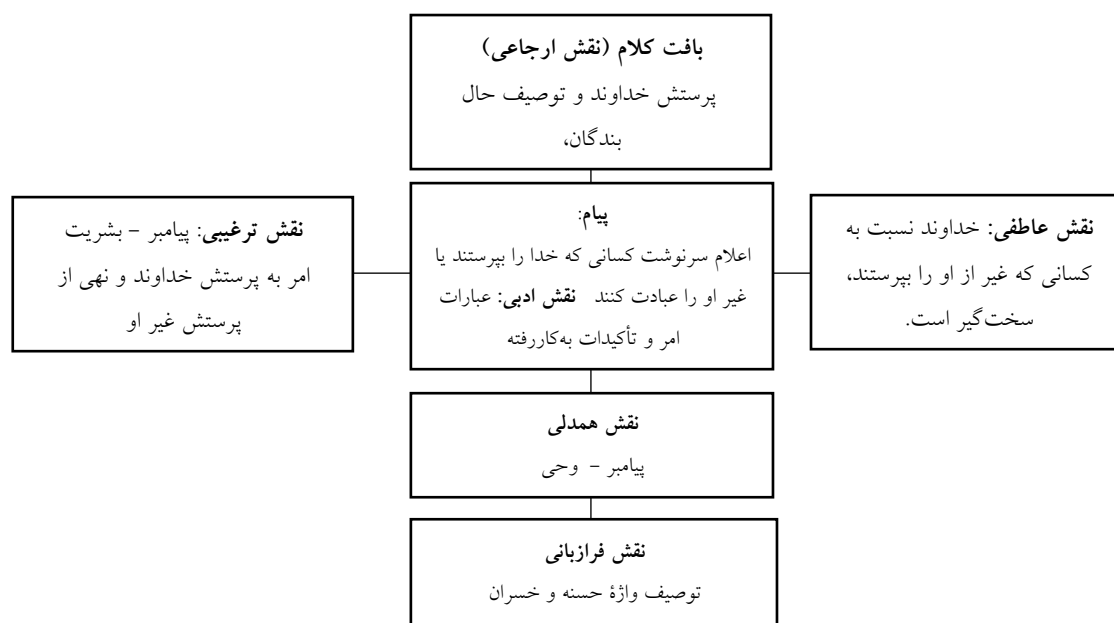 بافت کلام (نقش ارجاعی)
پرستش خداوند و توصیف حال
بندگان،
نقش عاطفی: خداوند نسبت به
کسانی که غیر از او را بپرستند،
سخت‌گیر است.
پیام:
اعلام سرنوشت کسانی که خدا را بپرستند یا
غیر او را عبادت کنند نقش ادبی: عبارات
امر و تأکیدات به‌کاررفته
نقش ترغیبی: پیامبر – بشریت
امر به پرستش خداوند و نهی از
پرستش غیر او
نقش همدلی
پیامبر – وحی
نقش فرازبانی
توصیف واژهٔ حسنه و خسران